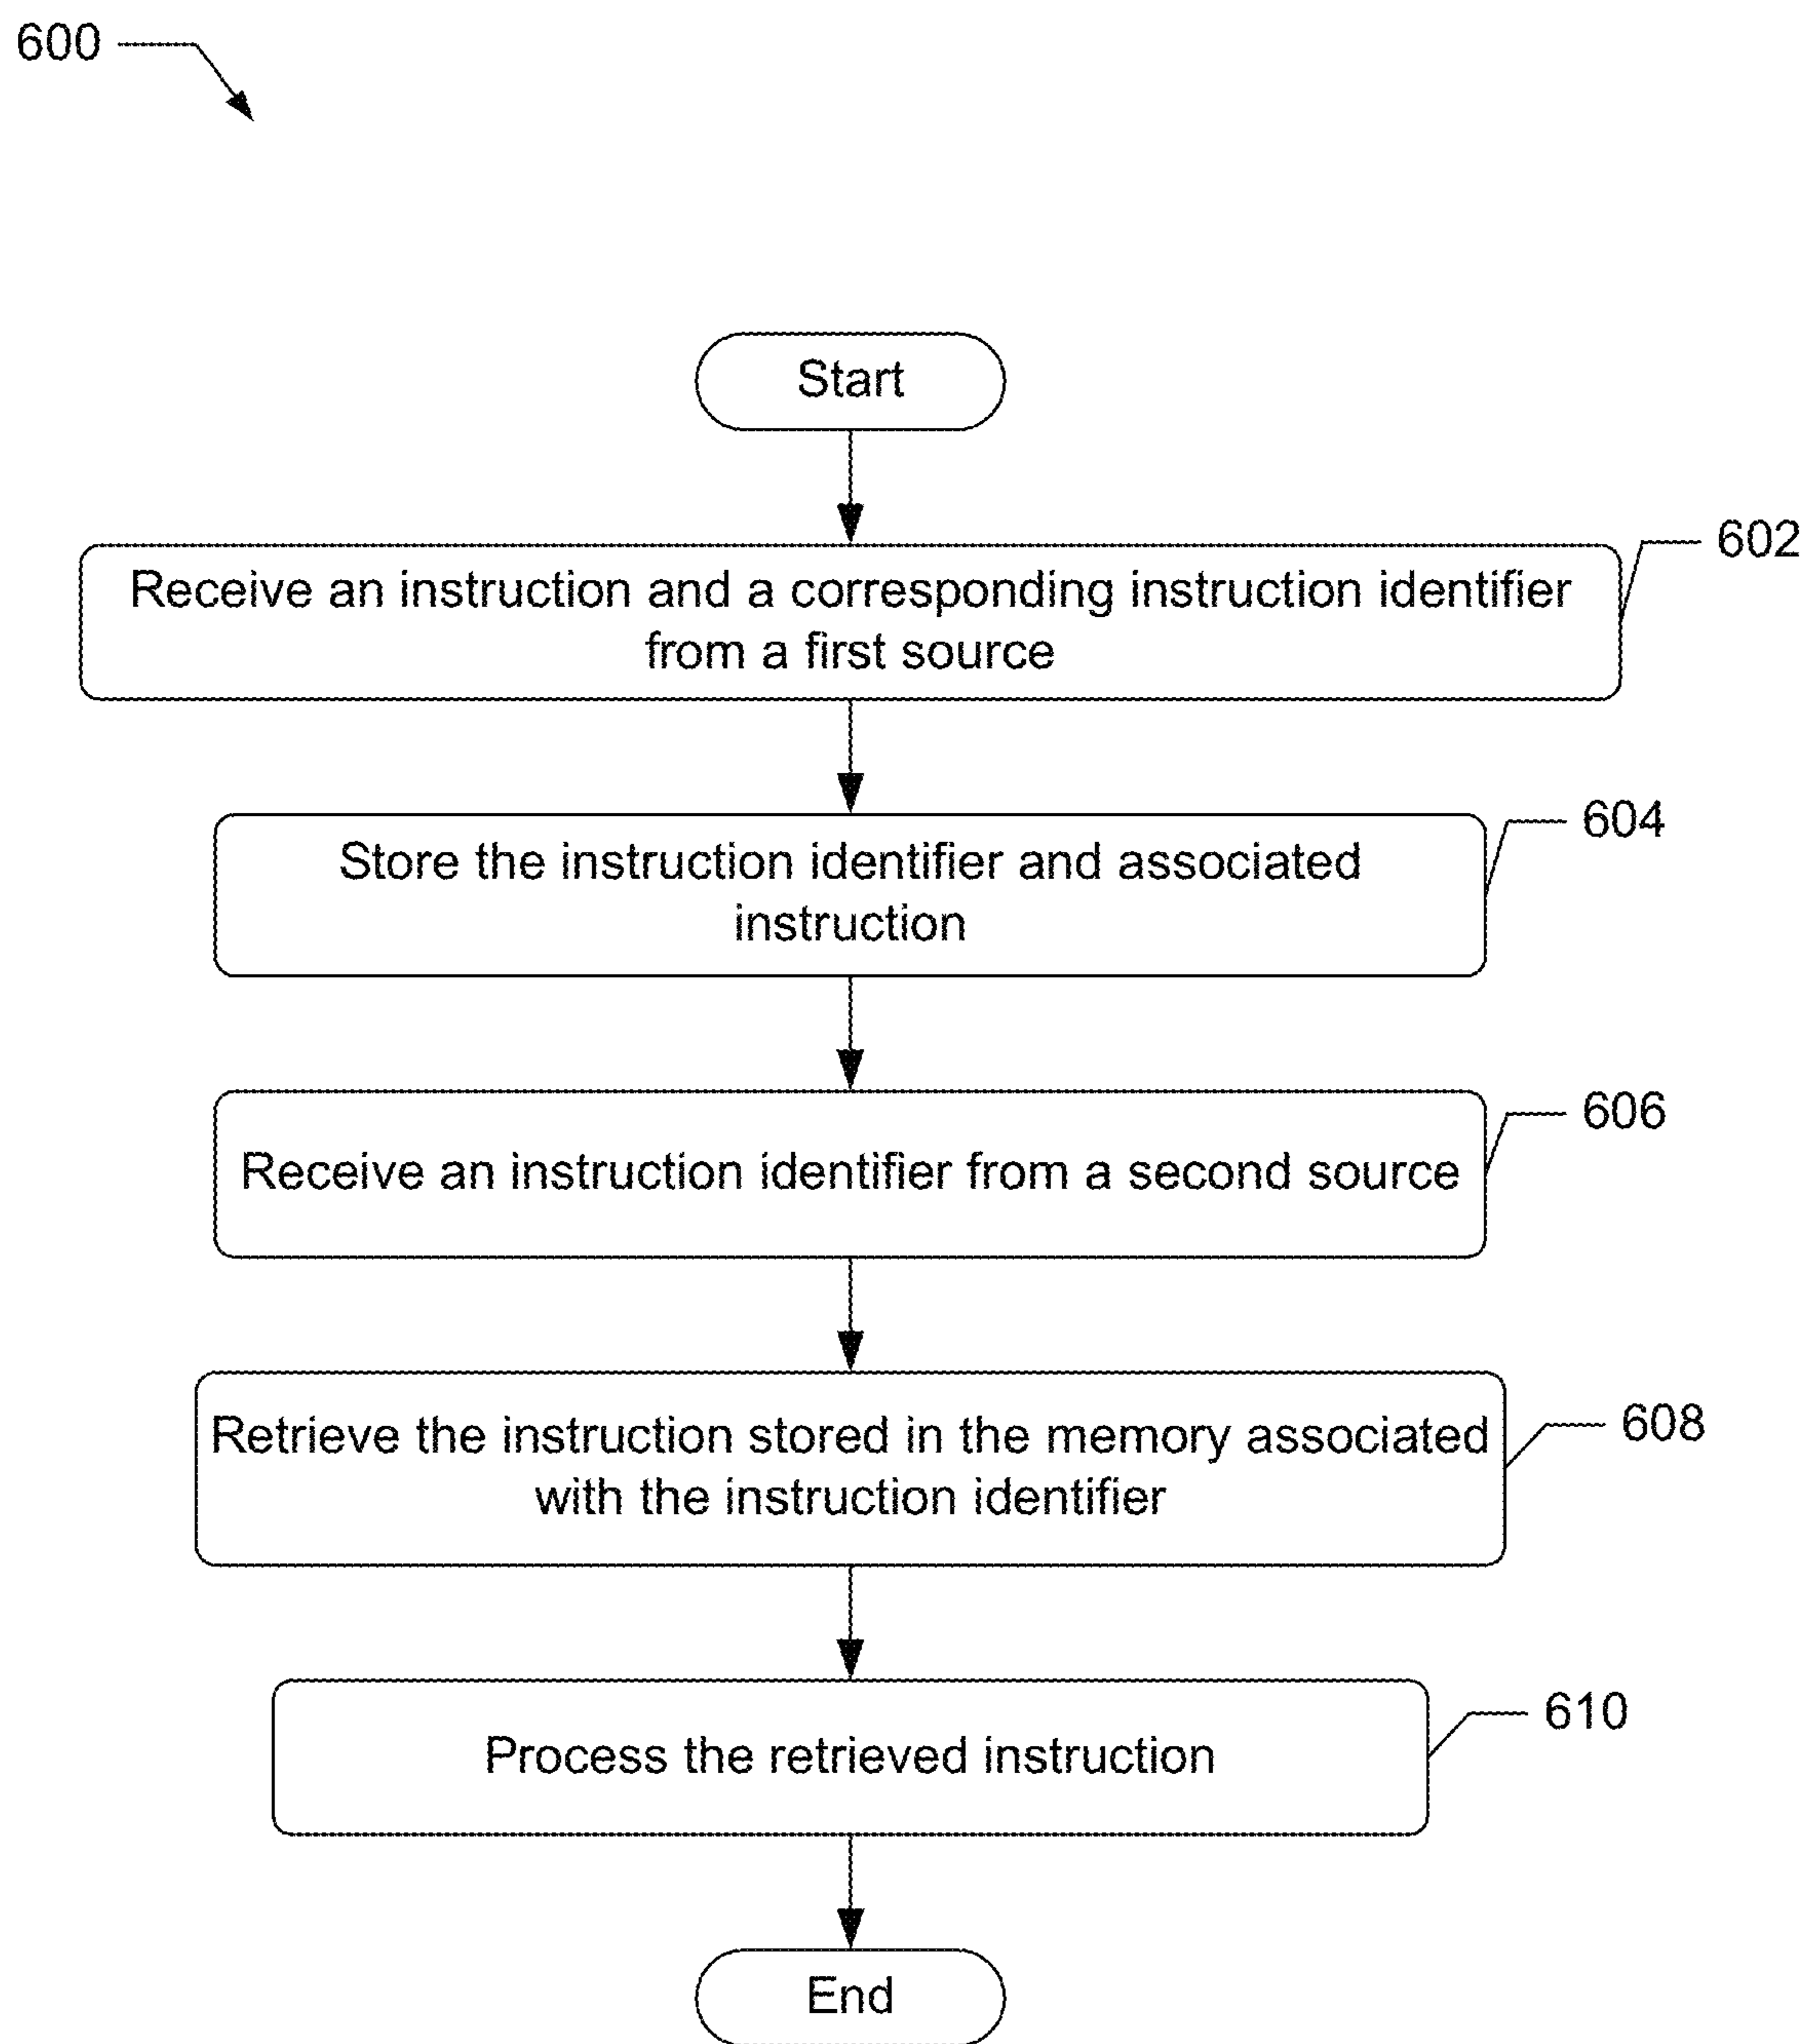 600
Start
602
Receive an instruction and a corresponding instruction identifier
from a first source
604
Store the instruction identifier and associated
instruction
606
Receive an instruction identifier from a second source
608
Retrieve the instruction stored in the memory associated
with the instruction identifier
610
Process the retrieved instruction
End